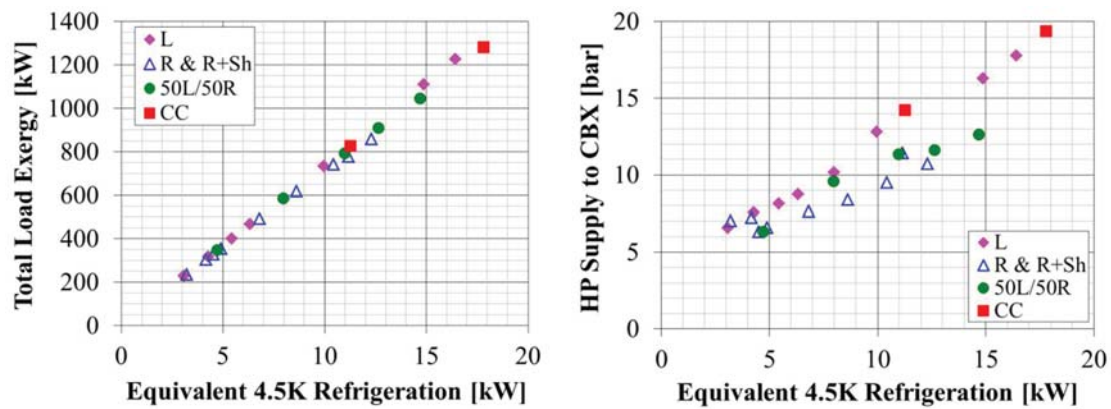 Total Load Exergy [kW]
1400
1200
1000
800
600
400
200
0
L
R & R+Sh
50L/50R
CC
0 5 10 15 20
Equivalent 4.5K Refrigeration [kW]
HP Supply to CBX [bar]
20
15
10
5
0
L
R & R+Sh
50L/50R
CC
0 5 10 15 20
Equivalent 4.5K Refrigeration [kW]